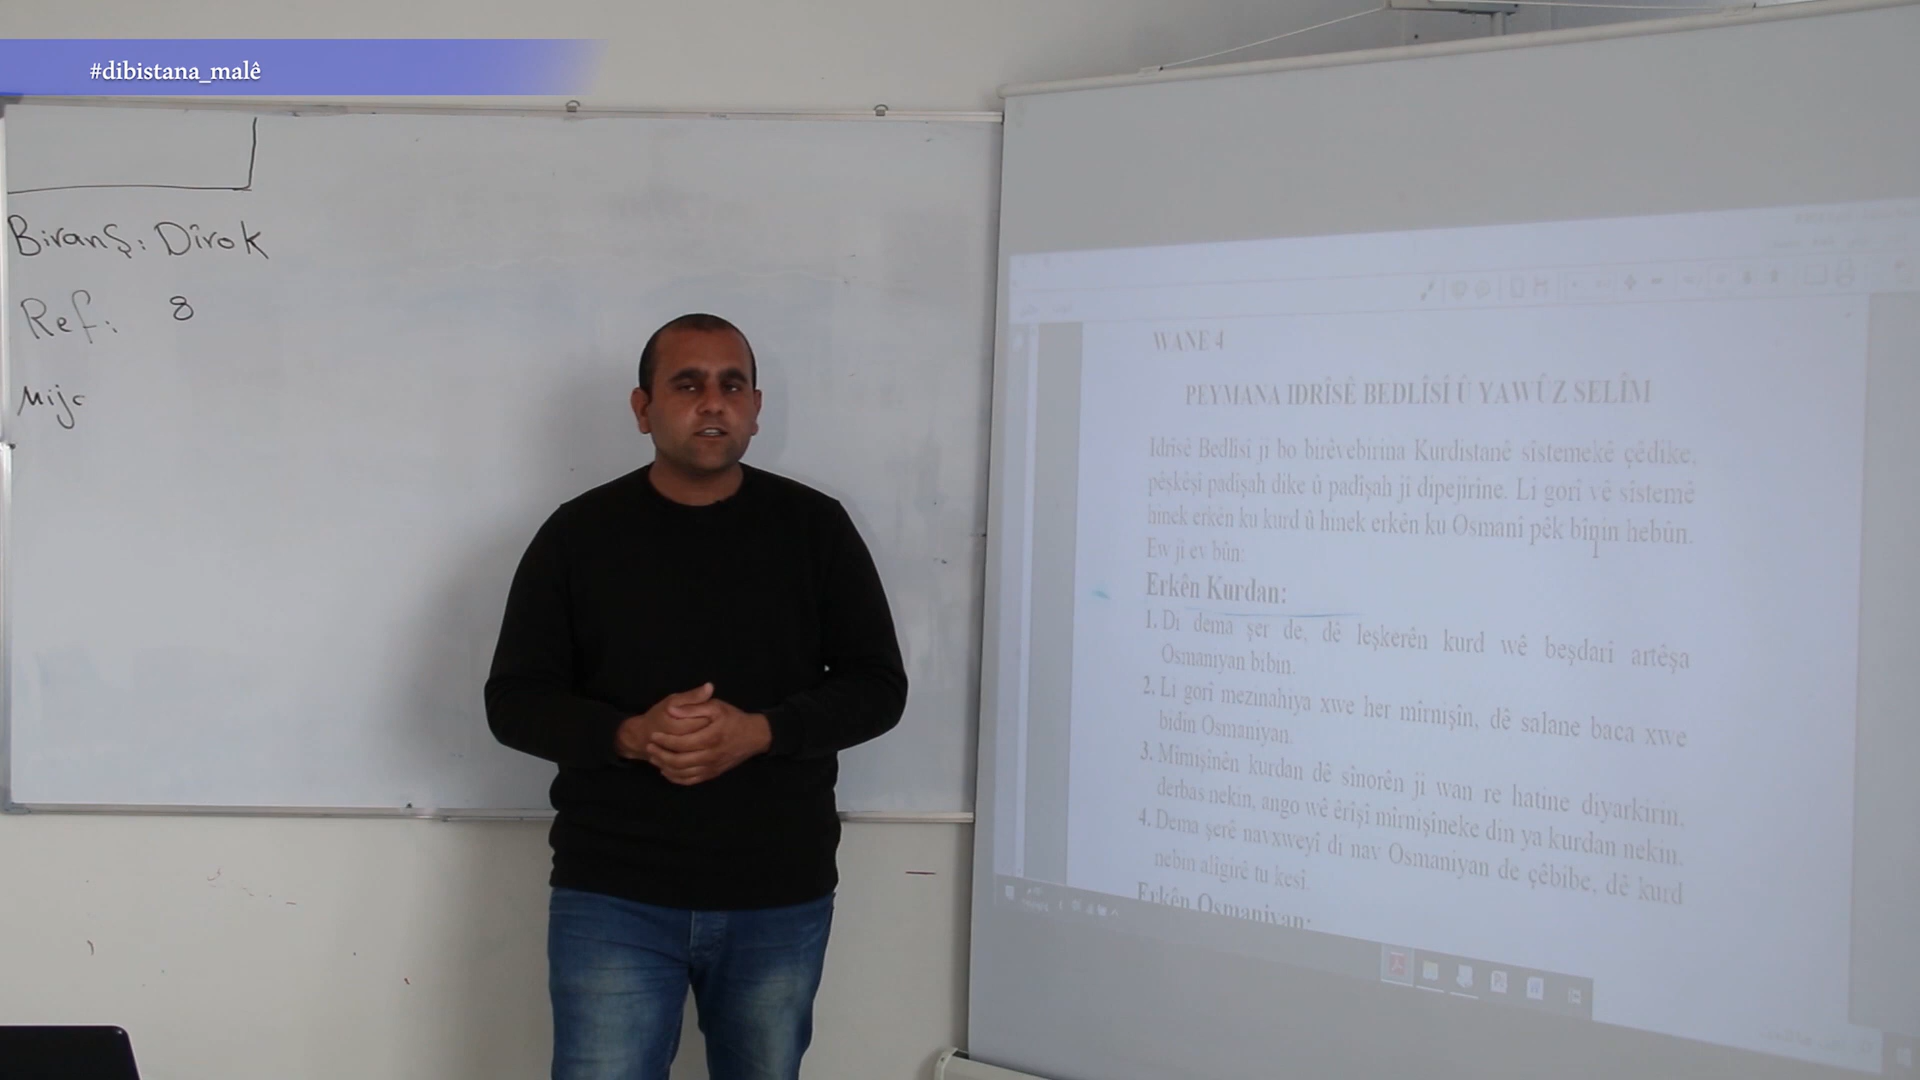 #dibistana_malê
Biranş: Dîrok
Ref: 8
Mijo
WANE 4
PEYMANA IDRÎSÊ BEDLÎSÎ Û YAWÛZ SELÎM
Idrîsê Bedlîsî ji bo birêvebirina Kurdistanê sîstemekê çêdike,
pêşkêşî padîşah dike û padîşah jî dipejirîne. Li gorî vê sîstemê
hinek erkên ku kurd û hinek erkên ku Osmanî pêk bînin hebûn.
Ew jî ev bûn:
Erkên Kurdan:
1. Di dema şer de, dê leşkerên kurd wê beşdarî artêşa
Osmaniyan bibin.
2. Li gorî mezinahiya xwe her mîrnişîn, dê salane baca xwe
bidin Osmaniyan.
3. Mîrnişînên kurdan dê sînorên ji wan re hatine diyarkirin,
derbas nekin, ango wê êrîşî mîrnişîneke din ya kurdan nekin.
4. Dema şerê navxweyî di nav Osmaniyan de çêbibe, dê kurd
nebin alîgirê tu kesî.
Erkên Osmaniyan: